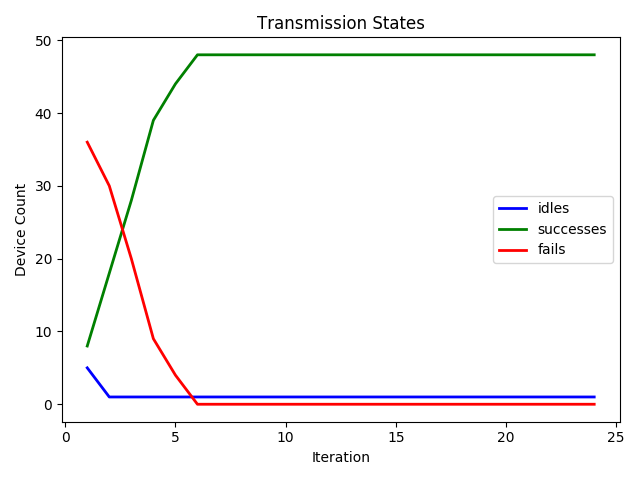 Transmission States
Device Count
50
40
30
20
10
0
idles
successes
fails
0 5 10 15 20 25
Iteration